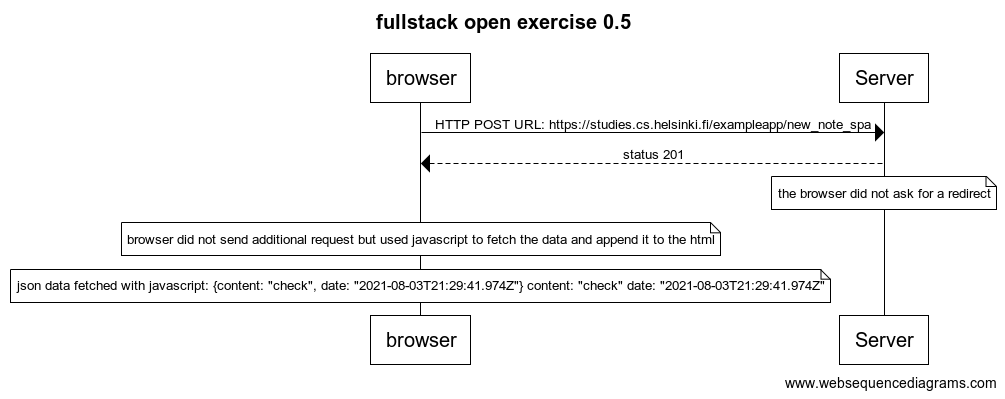 fullstack open exercise 0.5
browser
Server
HTTP POST URL: https://studies.cs.helsinki.fi/exampleapp/new_note_spa
status 201
the browser did not ask for a redirect
browser did not send additional request but used javascript to fetch the data and append it to the html
json data fetched with javascript: {content: "check", date: "2021-08-03T21:29:41.974Z"} content: "check" date: "2021-08-03T21:29:41.974Z"
browser
Server
www.websequencediagrams.com